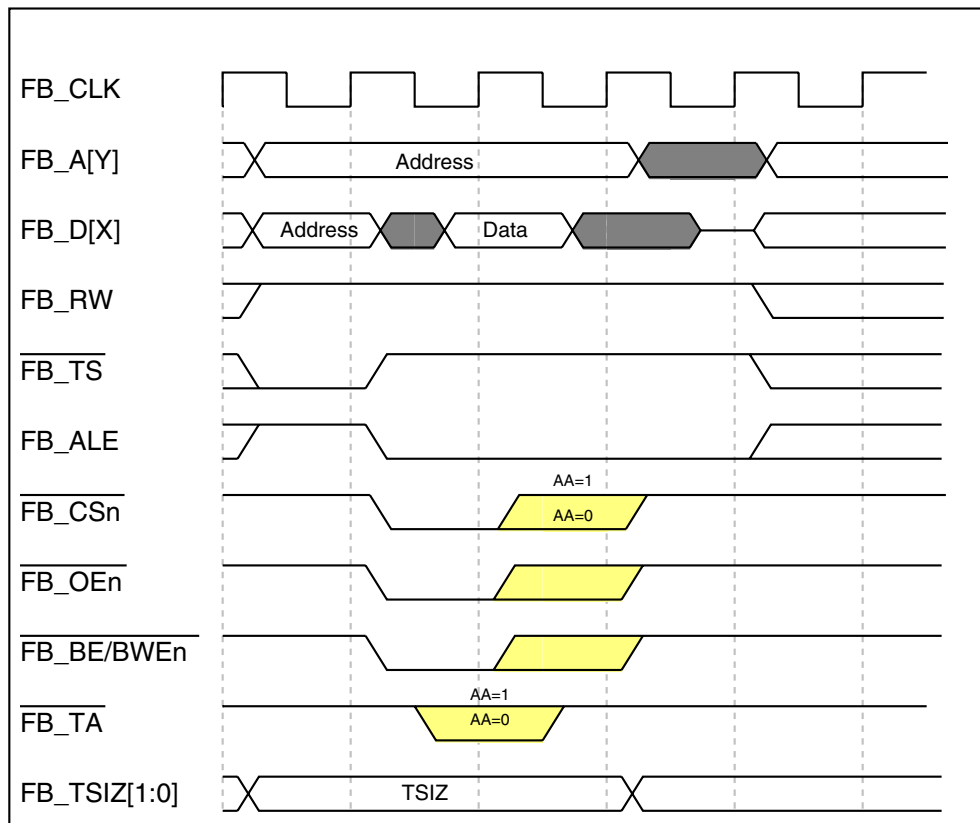 FB_CLK
FB_A[Y] Address
FB_D[X] Address Data
FB_RW
FB_TS
FB_ALE
AA=1
FB_CSn AA=0
FB_OEn
FB_BE/BWEn
AA=1
FB_TA AA=0
FB_TSIZ[1:0] TSIZ